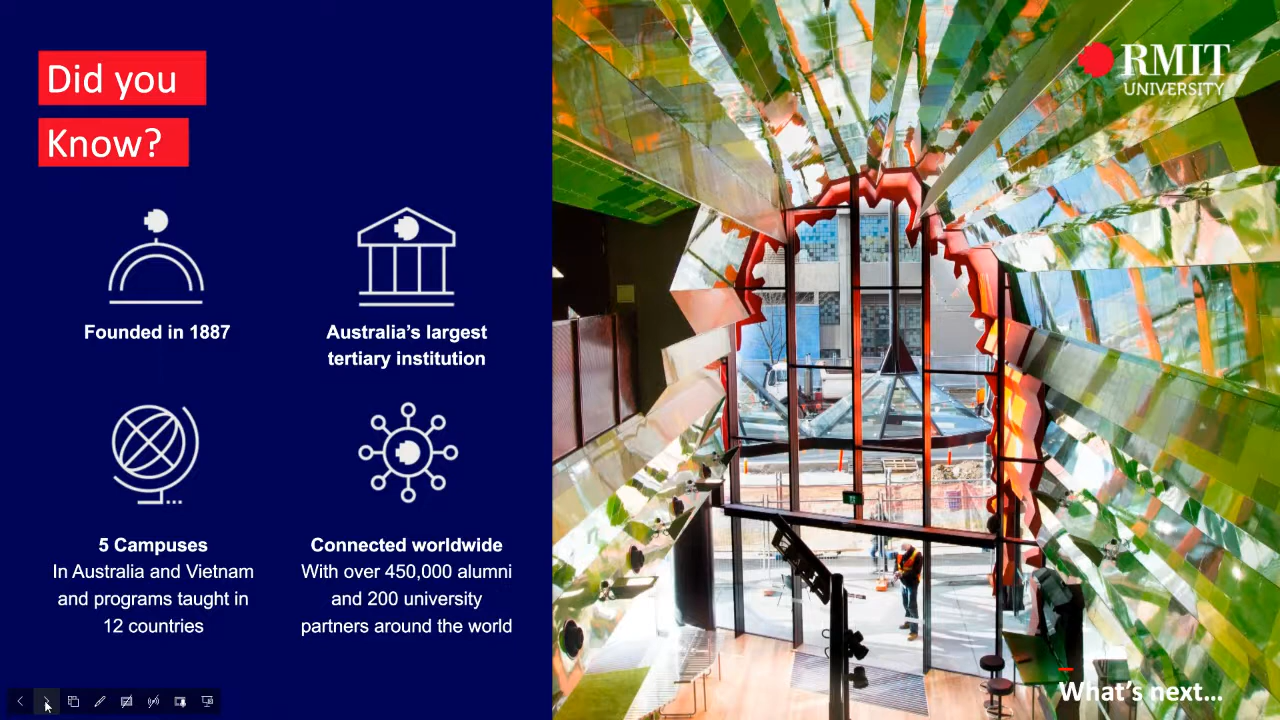 Did you
Know?
RMIT
UNIVERSITY
Founded in 1887
Australia's largest
tertiary institution
5 Campuses
In Australia and Vietnam
and programs taught in
12 countries
Connected worldwide
With over 450,000 alumni
and 200 university
partners around the world
What's next...